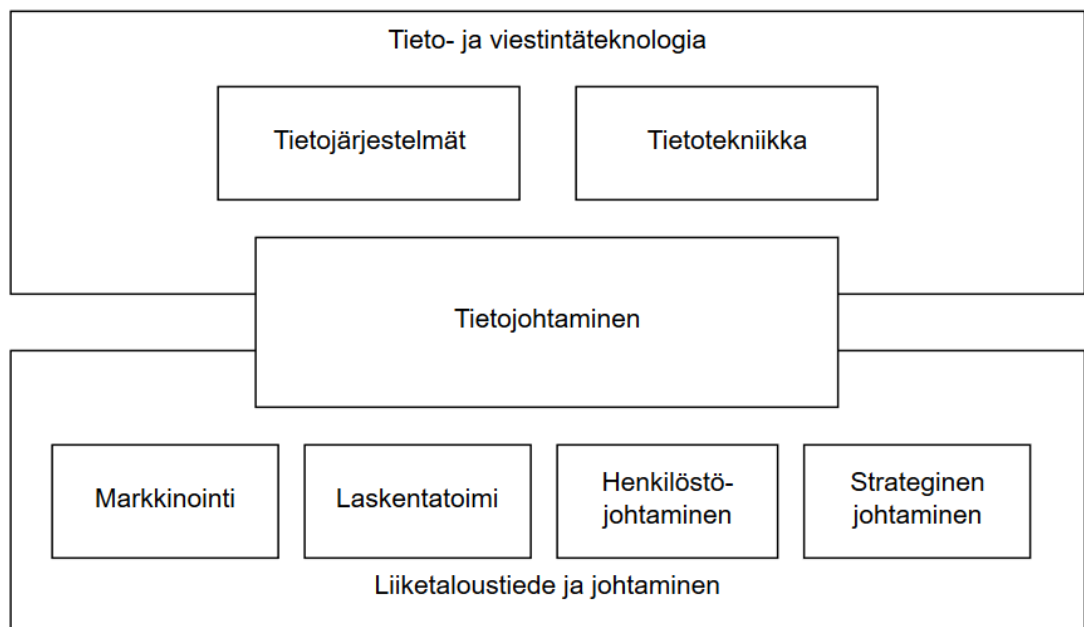 Tieto- ja viestintäteknologia
Tietojärjestelmät
Tietotekniikka
Tietojohtaminen
Markkinointi
Laskentatoimi
Henkilöstö-
johtaminen
Strateginen
johtaminen
Liiketaloustiede ja johtaminen